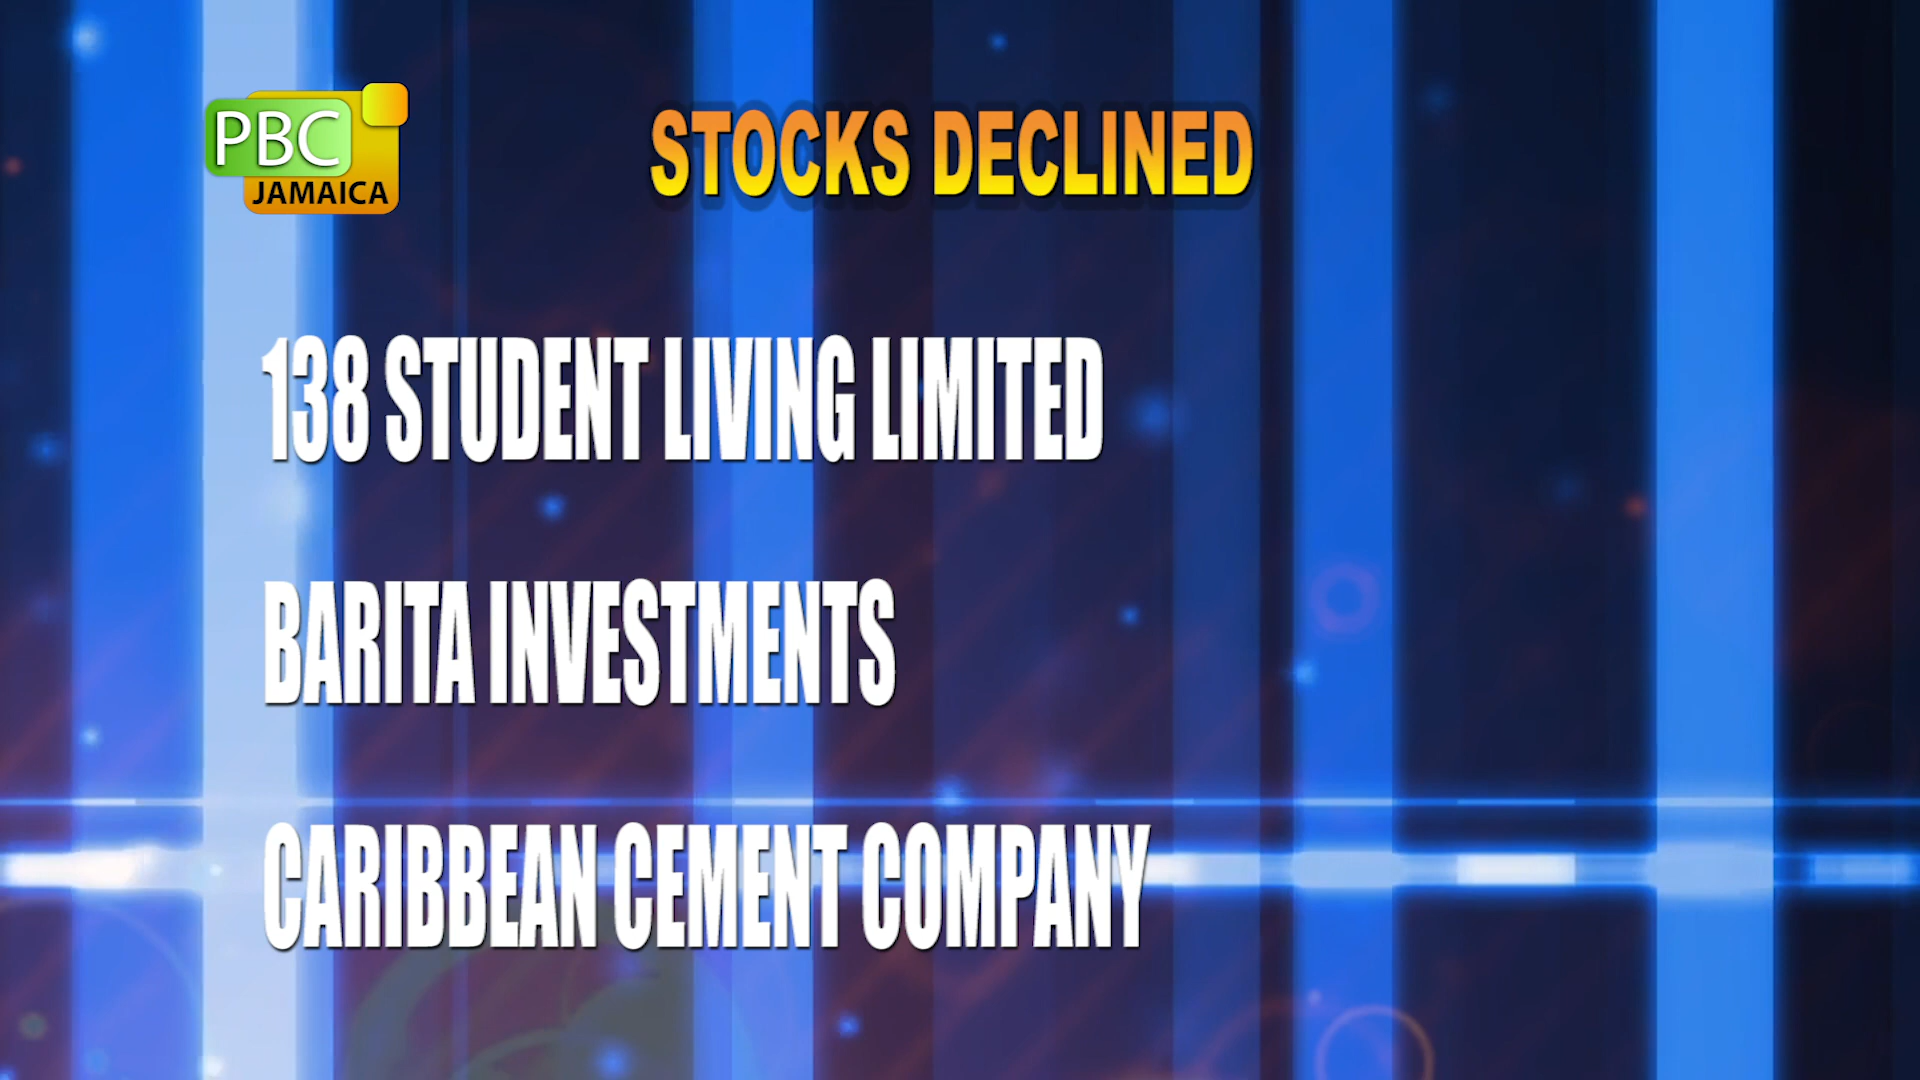 PBC
JAMAICA
STOCKS DECLINED
138 STUDENT LIVING LIMITED
BARITA INVESTMENTS
CARIBBEAN CEMENT COMPANY